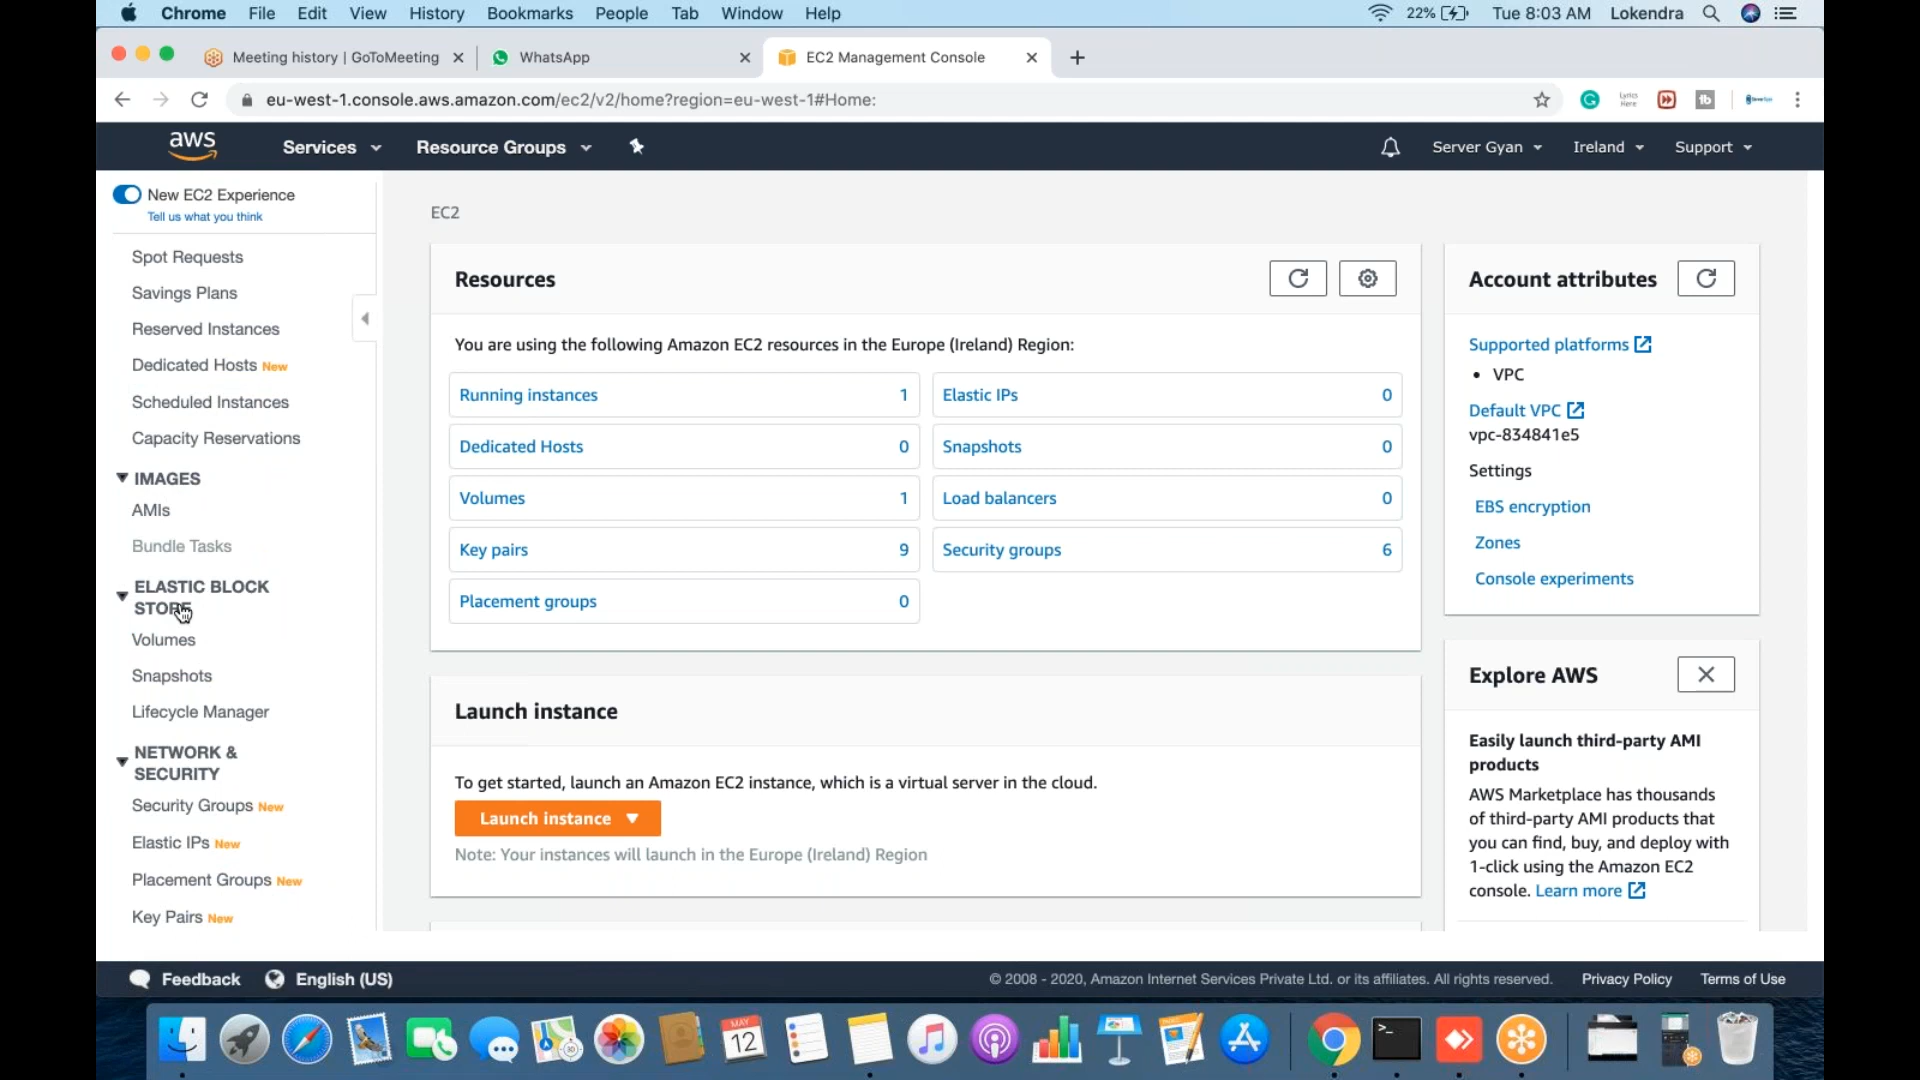 Chrome File Edit View History Bookmarks People Tab Window Help 22% Tue 8:03 AM Lokendra
Meeting history | GoToMeeting WhatsApp EC2 Management Console
eu-west-1.console.aws.amazon.com/ec2/v2/home?region=eu-west-1#Home:
Lyrics
Here
tb
aws Services Resource Groups Server Gyan Ireland Support
New EC2 Experience
Tell us what you think
Spot Requests
Savings Plans
Reserved Instances
Dedicated Hosts New
Scheduled Instances
Capacity Reservations
IMAGES
AMIs
Bundle Tasks
ELASTIC BLOCK
STORE
Volumes
Snapshots
Lifecycle Manager
NETWORK &
SECURITY
Security Groups New
Elastic IPs New
Placement Groups New
Key Pairs New
EC2
Resources
You are using the following Amazon EC2 resources in the Europe (Ireland) Region:
Running instances 1 Elastic IPs 0
Dedicated Hosts 0 Snapshots 0
Volumes 1 Load balancers 0
Key pairs 9 Security groups 6
Placement groups 0
Launch instance
To get started, launch an Amazon EC2 instance, which is a virtual server in the cloud.
Launch instance
Note: Your instances will launch in the Europe (Ireland) Region
Account attributes
Supported platforms
• VPC
Default VPC
vpc-834841e5
Settings
EBS encryption
Zones
Console experiments
Explore AWS
Easily launch third-party AMI
products
AWS Marketplace has thousands
of third-party AMI products that
you can find, buy, and deploy with
1-click using the Amazon EC2
console. Learn more
Feedback English (US) © 2008 - 2020, Amazon Internet Services Private Ltd. or its affiliates. All rights reserved. Privacy Policy Terms of Use
MAY
12